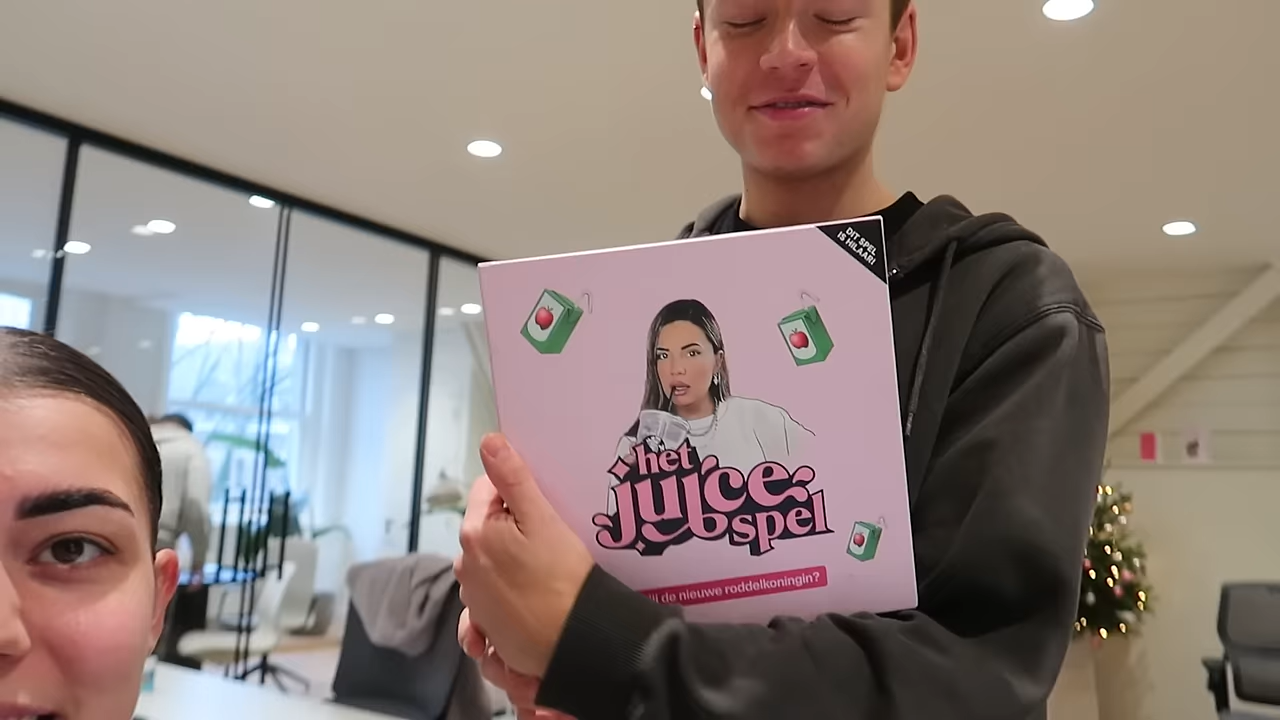 DIT SPEL
IS HILAARI!
het
juice
spel
de nieuwe roddelkoningin?